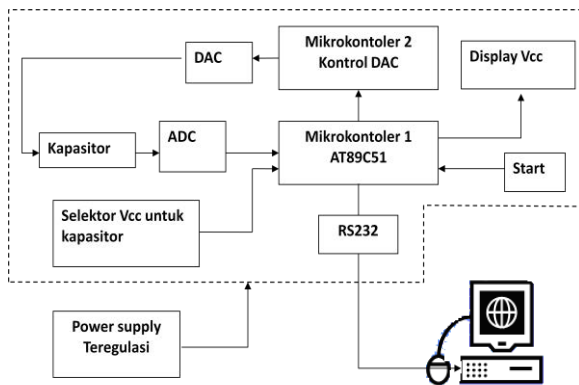 Mikrokontoler 2
Kontrol DAC
DAC
Display Vcc
Kapasitor
ADC
Mikrokontoler 1
AT89C51
Start
Selektor Vcc untuk
kapasitor
RS232
Power supply
Teregulasi